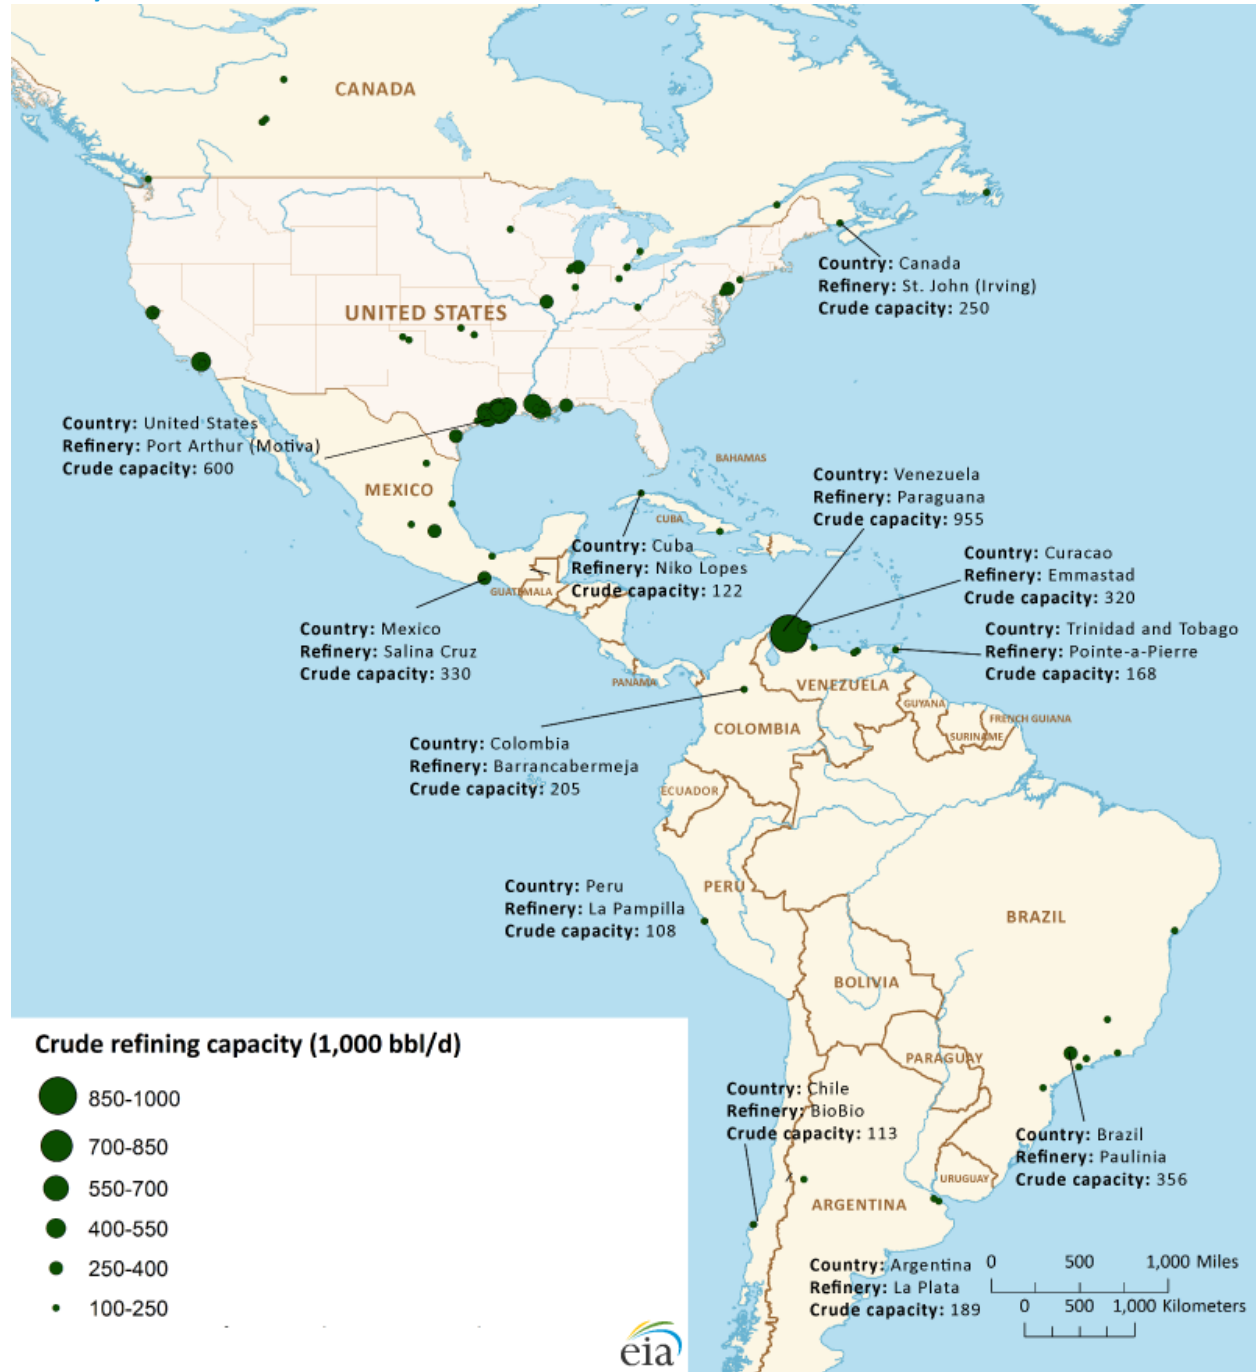 CANADA
Country: Canada
Refinery: St. John (Irving)
Crude capacity: 250
UNITED STATES
Country: United States
Refinery: Port Arthur (Motiva)
Crude capacity: 600
BAHAMAS
MEXICO
Country: Venezuela
Refinery: Paraguana
Crude capacity: 955
CUBA
Country: Cuba
Refinery: Niko Lopes
Crude capacity: 122
Country: Curacao
Refinery: Emmastad
Crude capacity: 320
GUATEMALA
Country: Mexico
Refinery: Salina Cruz
Crude capacity: 330
Country: Trinidad and Tobago
Refinery: Pointe-a-Pierre
Crude capacity: 168
PANAMA
VENEZUELA
GUYANA
FRENCH GUIANA
SURINAME
COLOMBIA
Country: Colombia
Refinery: Barrancabermeja
Crude capacity: 205
ECUADOR
Country: Peru
Refinery: La Pampilla
Crude capacity: 108
PERU
BRAZIL
BOLIVIA
PARAGUAY
Country: Chile
Refinery: BioBio
Crude capacity: 113
Country: Brazil
Refinery: Paulinia
Crude capacity: 356
URUGUAY
ARGENTINA
Country: Argentina
Refinery: La Plata
Crude capacity: 189
0 500 1,000 Miles
0 500 1,000 Kilometers
Crude refining capacity (1,000 bbl/d)
850-1000
700-850
550-700
400-550
250-400
100-250
eia